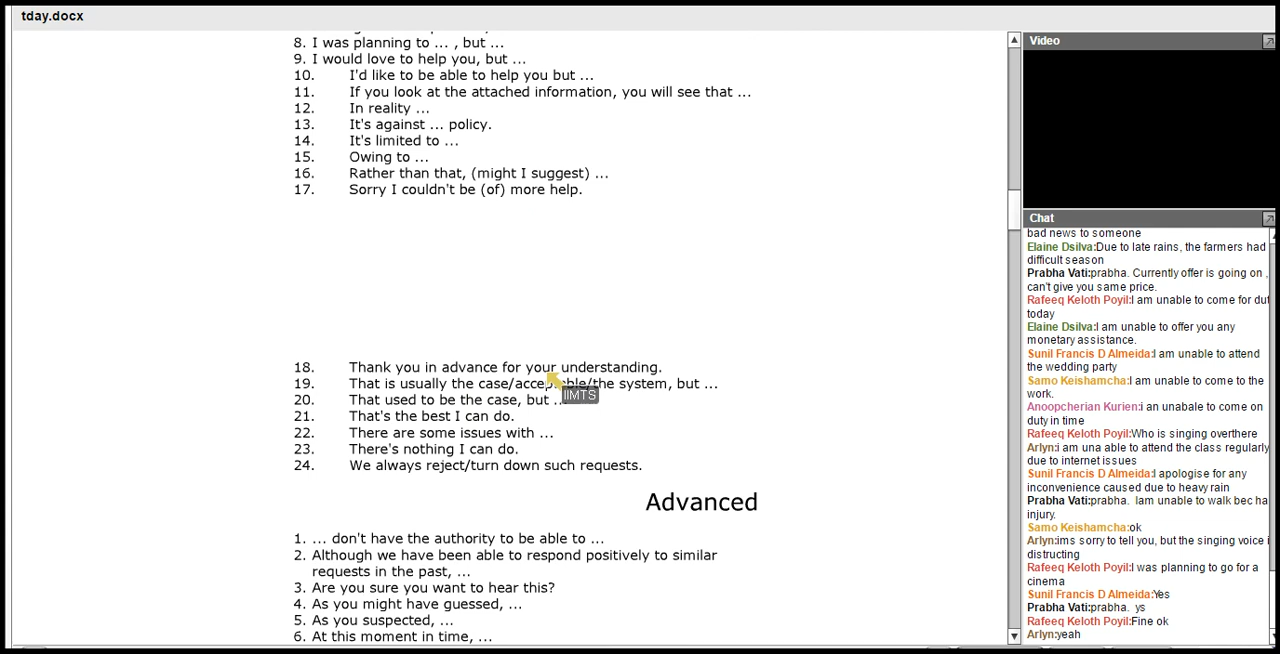 tday.docx
8. I was planning to ... , but ...
9. I would love to help you, but ...
10. I'd like to be able to help you but ...
11. If you look at the attached information, you will see that ...
12. In reality ...
13. It's against ... policy.
14. It's limited to ...
15. Owing to ...
16. Rather than that, (might I suggest) ...
17. Sorry I couldn't be (of) more help.
18. Thank you in advance for your understanding.
19. That is usually the case/acceptable/the system, but ...
20. That used to be the case, but ...
IIMTS
21. That's the best I can do.
22. There are some issues with ...
23. There's nothing I can do.
24. We always reject/turn down such requests.
Advanced
1. ... don't have the authority to be able to ...
2. Although we have been able to respond positively to similar
requests in the past, ...
3. Are you sure you want to hear this?
4. As you might have guessed, ...
5. As you suspected, ...
6. At this moment in time, ...
Video
Chat
bad news to someone
Elaine Dsilva:Due to late rains, the farmers had
difficult season
Prabha Vati:prabha. Currently offer is going on ,
can't give you same price.
Rafeeq Keloth Poyil:I am unable to come for dut
today
Elaine Dsilva:I am unable to offer you any
monetary assistance.
Sunil Francis D Almeida:I am unable to attend
the wedding party
Samo Keishamcha:I am unable to come to the
work.
Anoopcherian Kurien:i am unabale to come on
duty in time
Rafeeq Keloth Poyil:Who is singing overthere
Arlyn:i am una able to attend the class regularly
due to internet issues
Sunil Francis D Almeida:I apologise for any
inconvenience caused due to heavy rain
Prabha Vati:prabha. Iam unable to walk bec ha
injury.
Samo Keishamcha:ok
Arlyn:ims sorry to tell you, but the singing voice i
distructing
Rafeeq Keloth Poyil:I was planning to go for a
cinema
Sunil Francis D Almeida:Yes
Prabha Vati:prabha. ys
Rafeeq Keloth Poyil:Fine ok
Arlyn:yeah